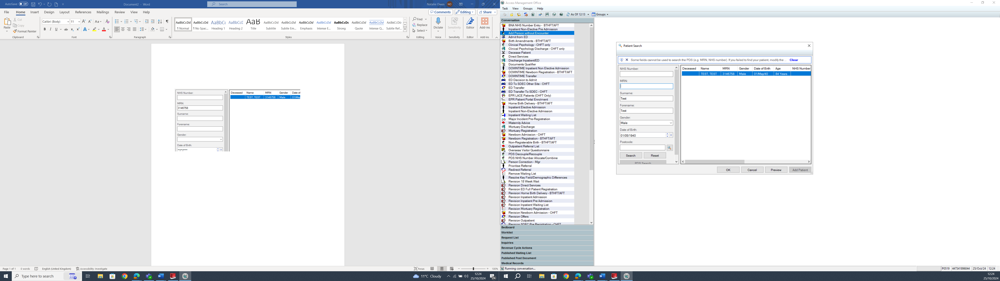 AutoSave Off Document2 - Word Search Natalie Owen NO
File Home Insert Design Layout References Mailings Review View Help Comments Editing Share
Paste Cut Copy Format Painter
Calibri (Body) 11
AaBbCcDd AaBbCcDd AaBbCc AaBbCcE AaB AaBbCcD AaBbCcDd AaBbCcDd AaBbCcDd AaBbCcDc AaBbCcDd AaBbCcDd AABBCCDD
¶ Normal ¶ No Spac... Heading 1 Heading 2 Title Subtitle Subtle Em... Emphasis Intense E... Strong Quote Intense Q... Subtle Ref...
Find Replace Select
Dictate Sensitivity Editor Add-ins
Clipboard Font Paragraph Styles Editing Voice Sensitivity Editor Add-ins
NHS Number:
MRN:
3146758
Surname:
Forename:
Gender:
Date of Birth:
**/**/****
Deceased Name MRN Gender Date of
TEST, TEST 3146758 Male 01/May
Page 1 of 1 0 words English (United Kingdom) Accessibility: Investigate Focus 100%
Type here to search 11°C Cloudy 12:24 25/10/2024 24
Access Management Office
Task View Groups Help
As Of 12:13 Groups
Conversation
BNA NHS Number Entry - BTHFT/AFT
Inpatient Non-Elective Pre Admission
Add Person without Encounter
Admit from ED
Birth Amendments - BTHFT/AFT
Clinical Psychology - CHFT only
Clinical Psychology Discharge - CHFT only
Decease Patient
Direct Services
Discharge Inpatient/ED
Documents Qualifier
DOWNTIME Inpatient Non Elective Admission
DOWNTIME Newborn Registration - BTHFT/AFT
DOWNTIME Transfer
ED Decision to Admit
ED To SDEC Other Site - CHFT
ED Transfer
ED Transfer To SDEC - CHFT
EPR LACE Patients (CHFT Only)
EPR Patient Portal Enrolment
Home Birth Delivery - BTHFT/AFT
Inpatient Elective Admission
Inpatient Non-Elective Admission
Inpatient Waiting List
Major Incident Pre-Registration
Maternity Advice
Mortuary Discharge
Mortuary Registration
Newborn Admission - CHFT
Newborn Registration - BTHFT/AFT
Non-Registerable Birth - BTHFT/AFT
Outpatient Referral List
Overseas Visitor Questionnaire
PDS Decouple/Recouple
PDS NHS Number Allocate/Combine
Person Correction - Mgr
Prioritise Referral
Redirect Referral
Remove Waiting List
Resolve Key Field/Demographic Differences
Revision 18 Week Wait
Revision Direct Services
Revision ED Full Patient Registration
Revision Home Birth Delivery - BTHFT/AFT
Revision Inpatient Admission
Revision Inpatient Pre Admission
Revision Inpatient Waiting List
Revision Mortuary Registration
Revision Newborn Admission - CHFT
Revision Offers
Revision Outpatient
Revision SDEC Pre Registration - CHFT
Bedboard
Worklist
Request List
Inquiries
Revenue Cycle Actions
Published Waiting List
Published Post Document
Medical Records
Running conversation...
Patient Search
Some fields cannot be used to search the PDS (e.g. MRN, NHS number). If you failed to find your patient, modify the ... Clear
NHS Number:
MRN:
Surname:
Test
Forename:
Test
Gender:
Male
Date of Birth:
01/05/1940
Postcode:
Search Reset
PDS Search
Deceased Name MRN Gender Date of Birth Age NHS Number
TEST, TEST 3146758 Male 01/May/40 84 Years
OK Cancel Preview Add Patient
P0519 447341896044 25/Oct/24 12:24
12:24
25/10/2024